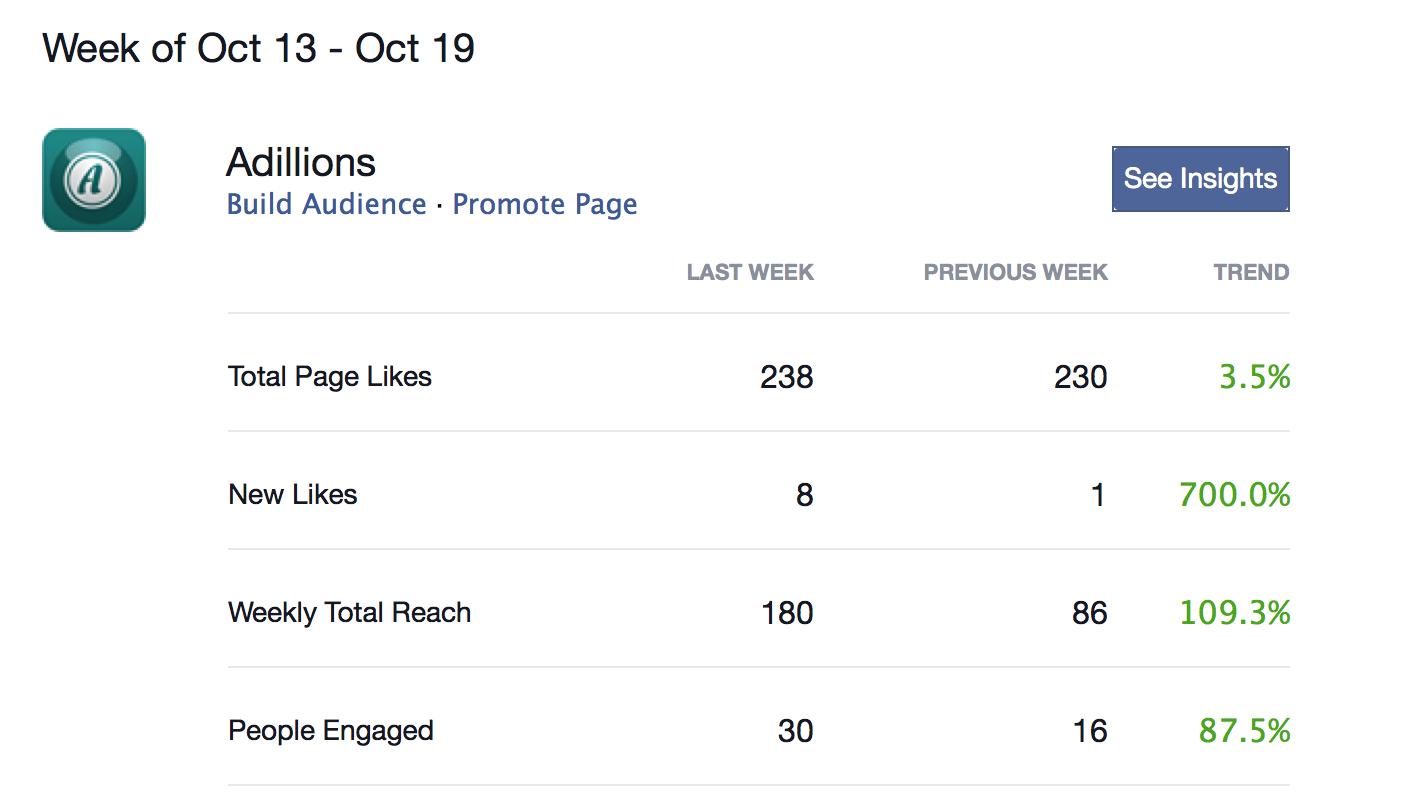 Week of Oct 13 - Oct 19
A
Adillions
Build Audience · Promote Page
See Insights
LAST WEEK PREVIOUS WEEK TREND
Total Page Likes 238 230 3.5%
New Likes 8 1 700.0%
Weekly Total Reach 180 86 109.3%
People Engaged 30 16 87.5%